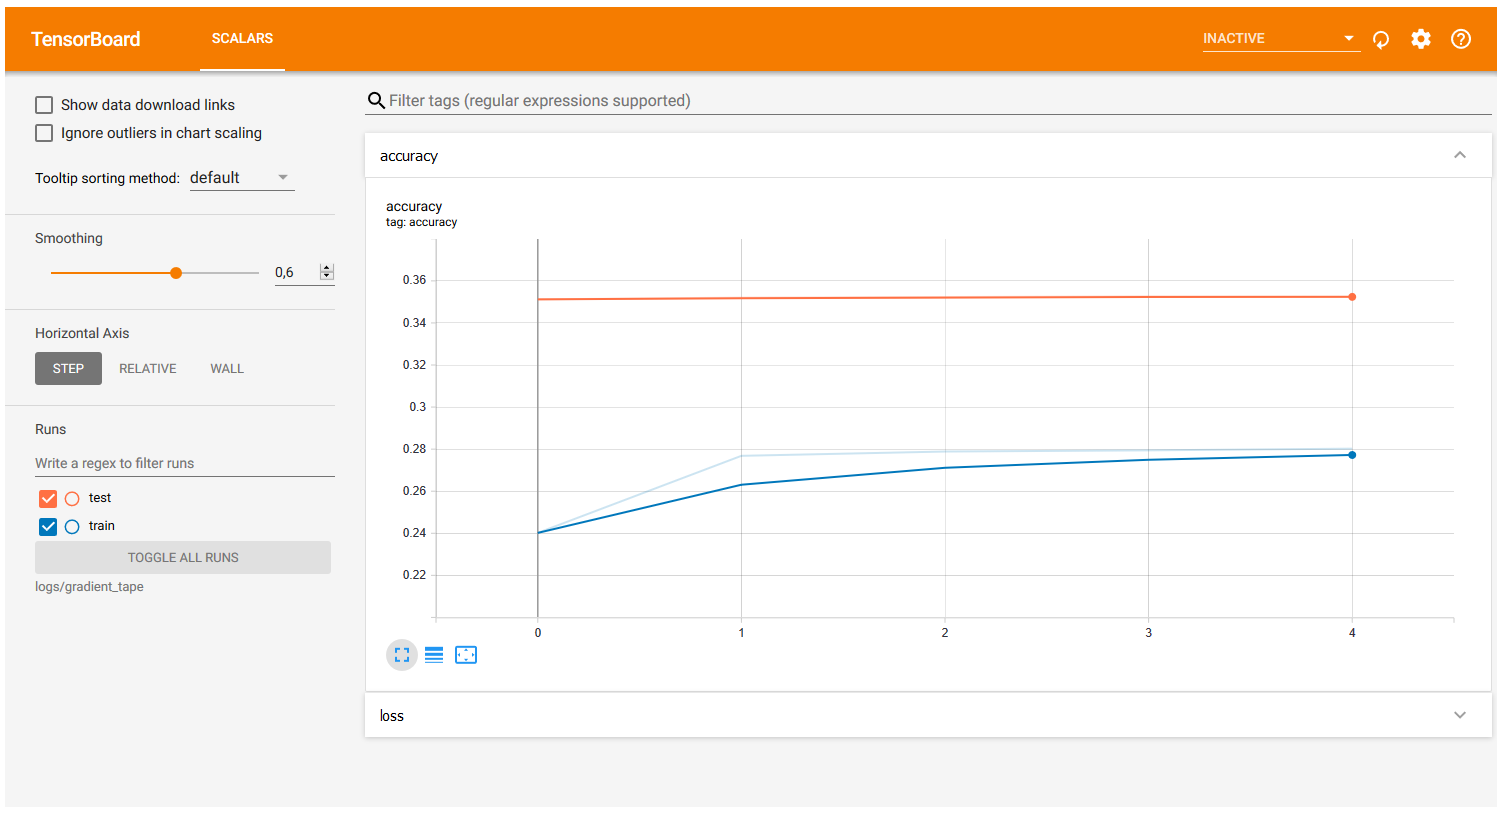 TensorBoard
SCALARS
INACTIVE
Show data download links
Ignore outliers in chart scaling
Tooltip sorting method: default
Smoothing
0,6
Horizontal Axis
STEP RELATIVE WALL
Runs
Write a regex to filter runs
test
train
TOGGLE ALL RUNS
logs/gradient_tape
Filter tags (regular expressions supported)
accuracy
accuracy
tag: accuracy
0.36
0.34
0.32
0.3
0.28
0.26
0.24
0.22
0 1 2 3 4
loss